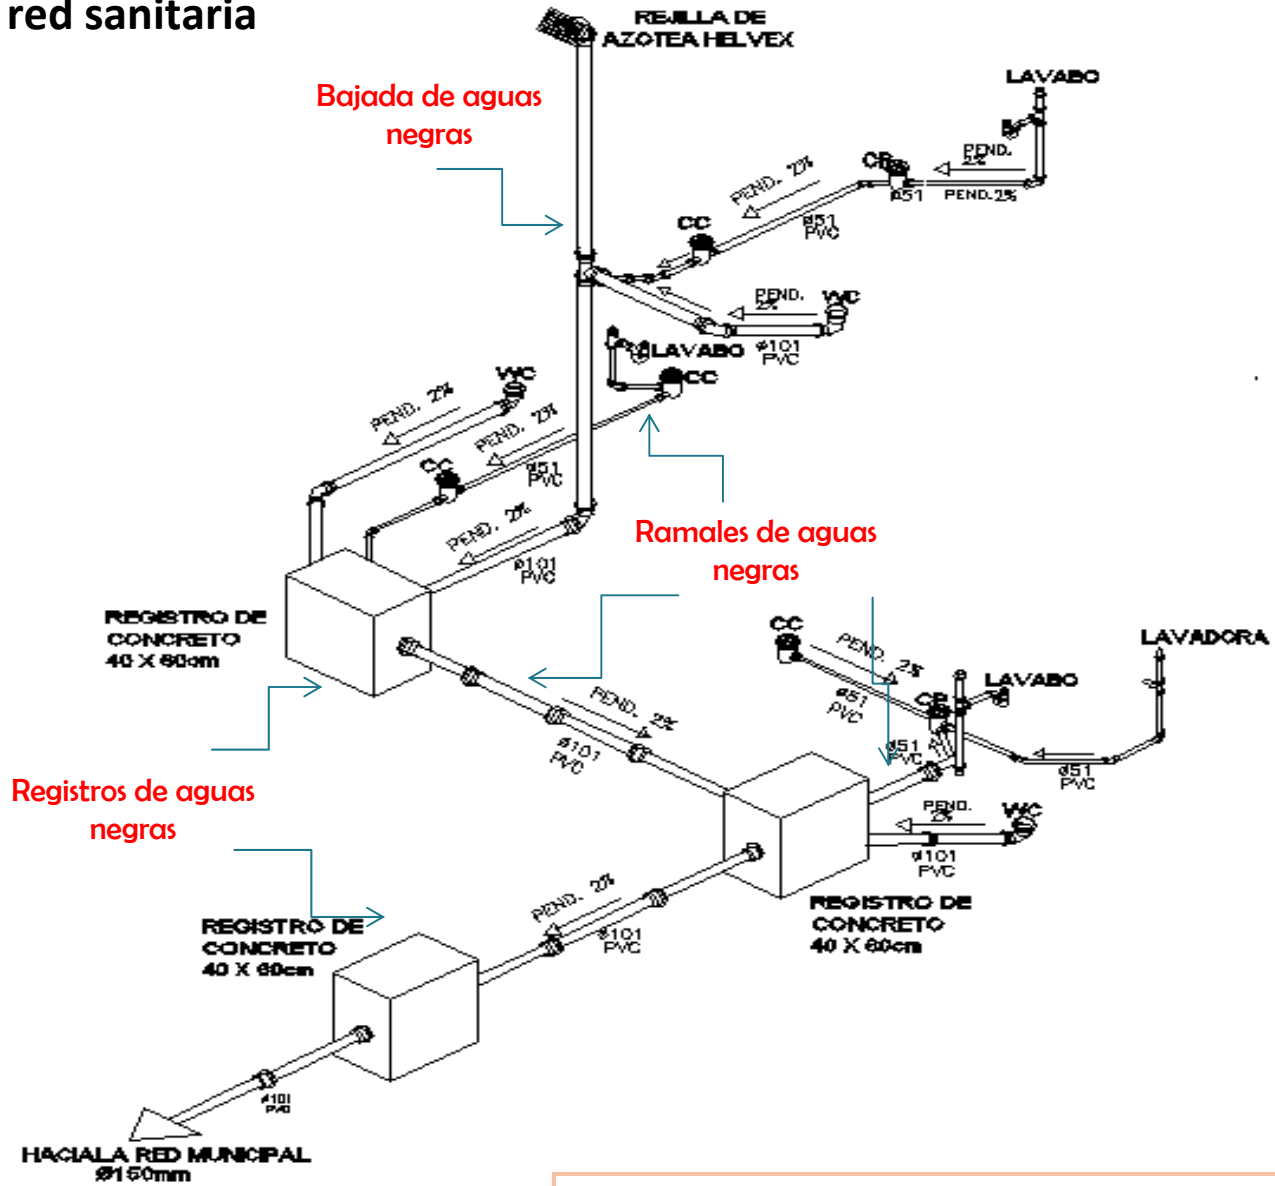 red sanitaria
REJILLA DE
AZOTEA HELVEX
Bajada de aguas
negras
LAVABO
PEND.
2%
CP
ø51
PEND.2%
PEND. 2%
ø51
PVC
CC
PEND.
2%
WC
ø101
PVC
LAVABO
CC
WC
PEND. 2%
PEND. 2%
CC
ø51
PVC
PEND. 2%
ø101
PVC
Ramales de aguas
negras
REGISTRO DE
CONCRETO
40 X 60cm
CC
PEND. 2%
ø51
PVC
LAVADORA
LAVABO
CP
ø51
PVC
ø51
PVC
PEND. 2%
ø101
PVC
Registros de aguas
negras
PEND.
2%
WC
ø101
PVC
REGISTRO DE
CONCRETO
40 X 60cm
PEND. 2%
ø101
PVC
REGISTRO DE
CONCRETO
40 X 60cm
ø101
PVC
HACIA LA RED MUNICIPAL
Ø150mm